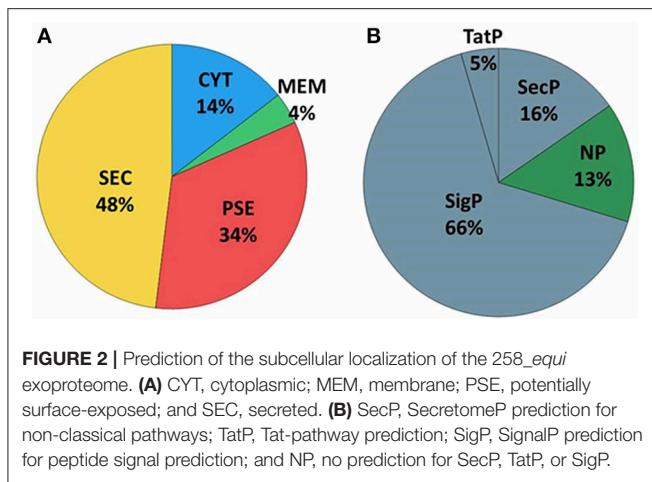 A
CYT
14%
MEM
4%
SEC
48%
PSE
34%
B
TatP
5%
SecP
16%
NP
13%
SigP
66%
FIGURE 2 | Prediction of the subcellular localization of the 258_equi
exoproteome. (A) CYT, cytoplasmic; MEM, membrane; PSE, potentially
surface-exposed; and SEC, secreted. (B) SecP, SecretomeP prediction for
non-classical pathways; TatP, Tat-pathway prediction; SigP, SignalP prediction
for peptide signal prediction; and NP, no prediction for SecP, TatP, or SigP.